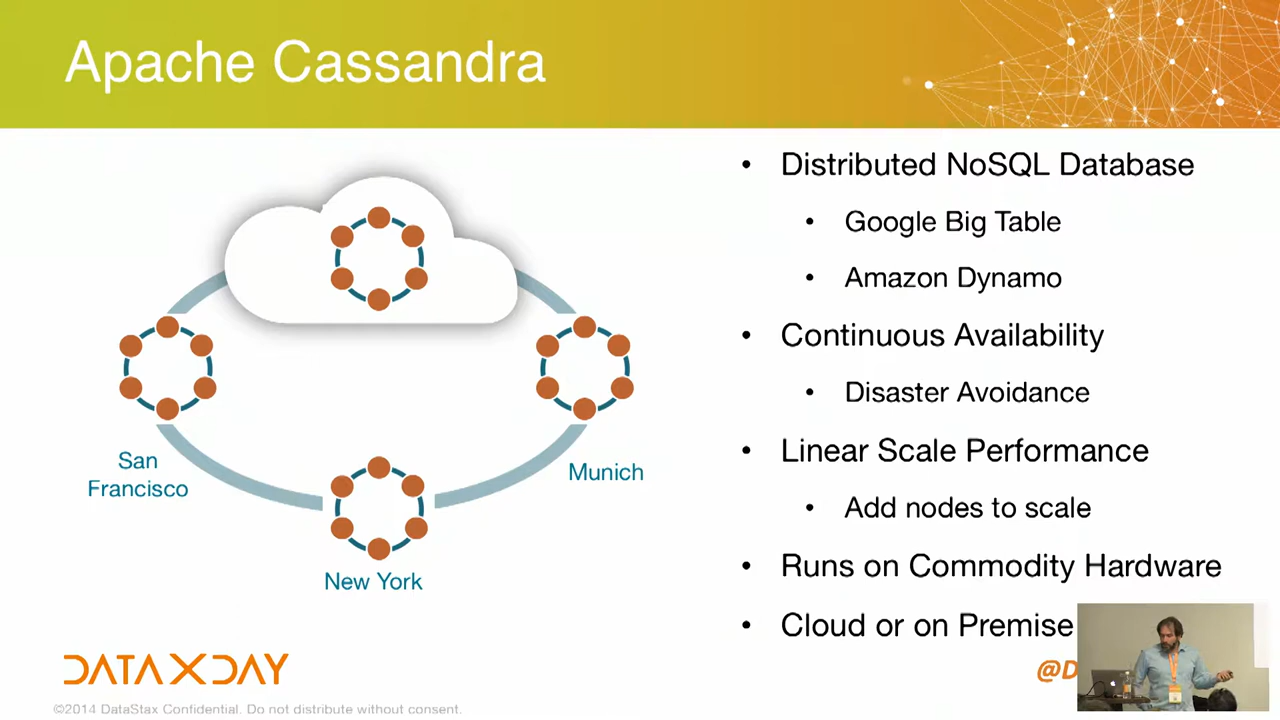 Apache Cassandra
• Distributed NoSQL Database
• Google Big Table
• Amazon Dynamo
• Continuous Availability
• Disaster Avoidance
• Linear Scale Performance
• Add nodes to scale
• Runs on Commodity Hardware
• Cloud or on Premise
San
Francisco
Munich
New York
DATA X DAY
@D
©2014 DataStax Confidential. Do not distribute without consent.